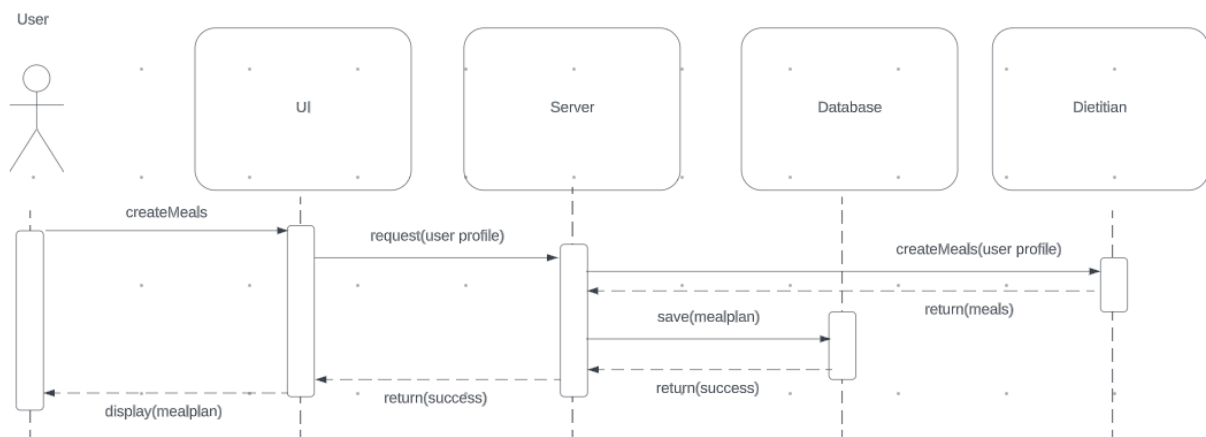 User
UI
Server
Database
Dietitian
createMeals
request(user profile)
createMeals(user profile)
return(meals)
save(mealplan)
return(success)
return(success)
display(mealplan)